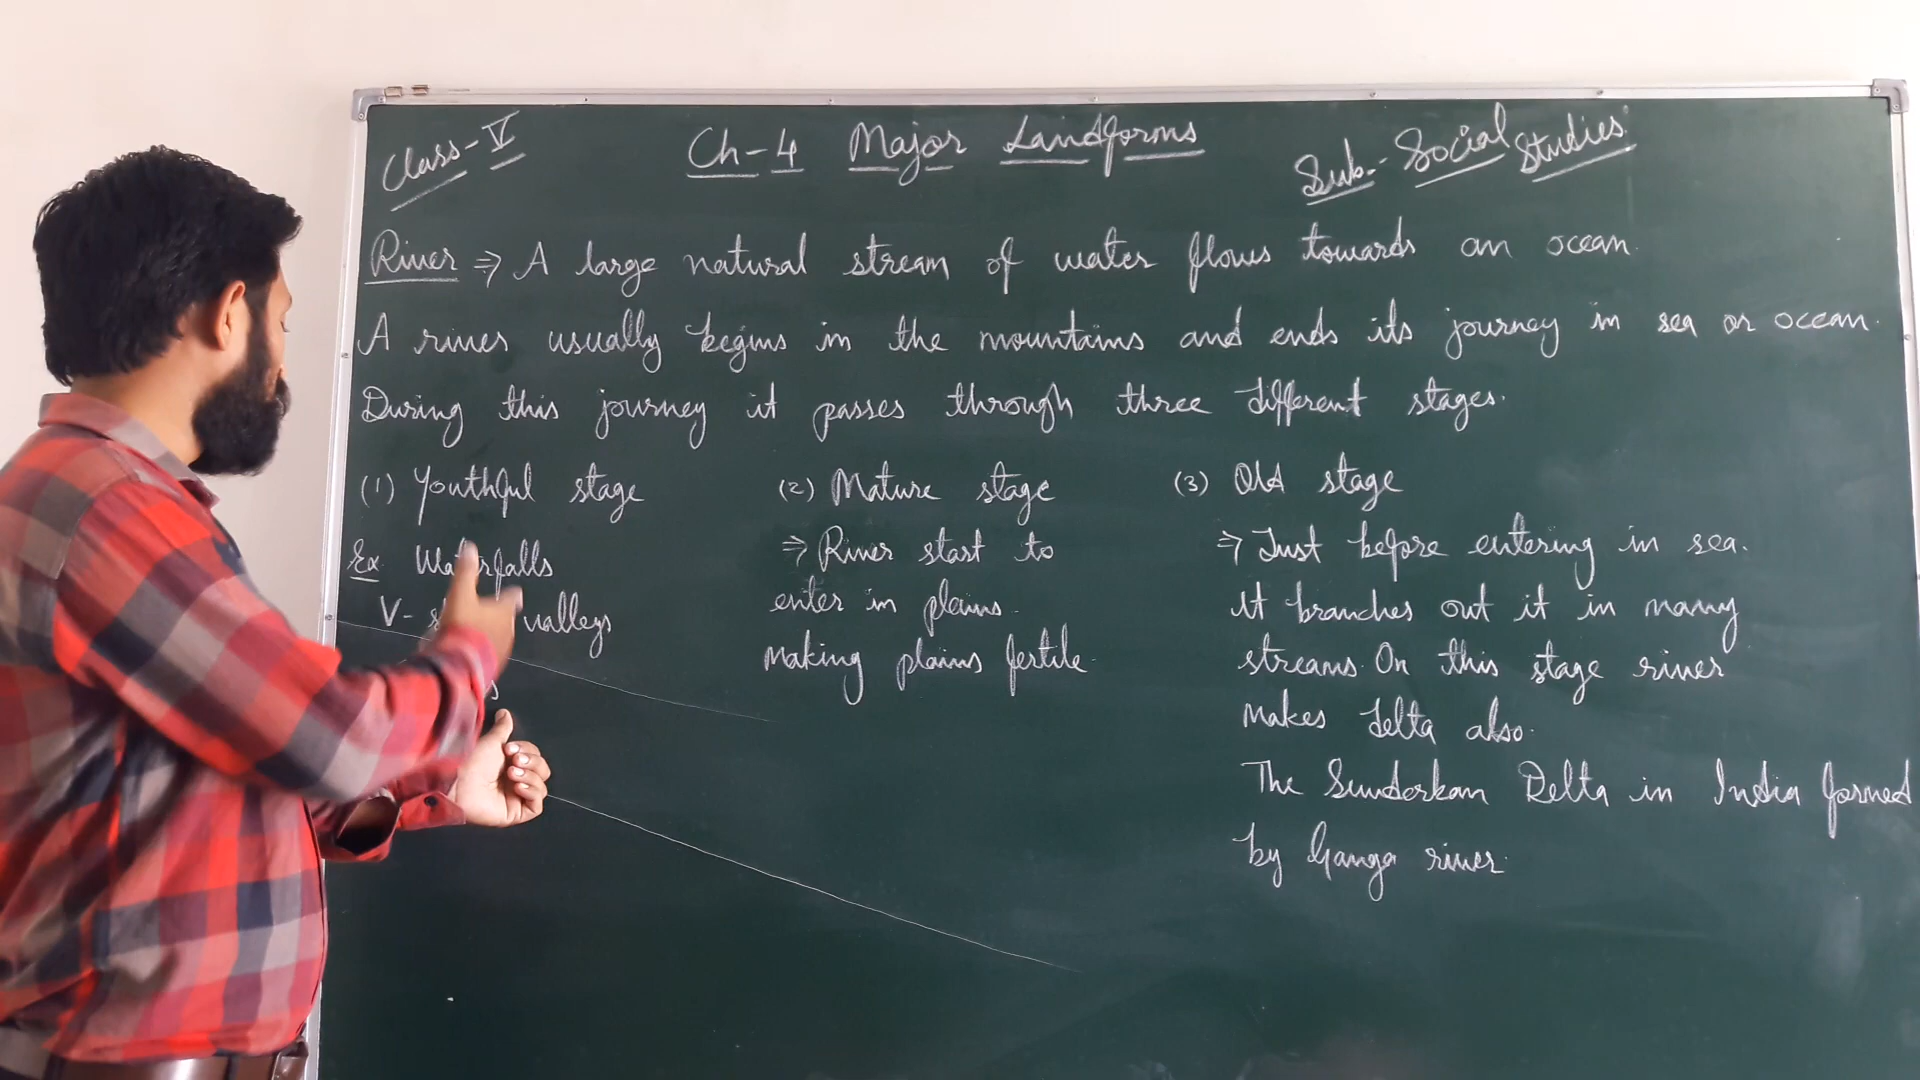 Class-V Ch-4 Major Landforms Sub.- Social Studies
River ⇒ A large natural stream of water flows towards an ocean.
A river usually begins in the mountains and ends its journey in sea or ocean.
During this journey it passes through three different stages.
(1) Youthful stage
Ex. Waterfalls
V- valleys
(2) Mature stage
⇒ River start to
enter in plains.
making plains fertile.
(3) Old stage
⇒ Just before entering in sea.
It branches out it in many
streams. On this stage river
makes delta also.
The Sunderban Delta in India formed
by Ganga river.